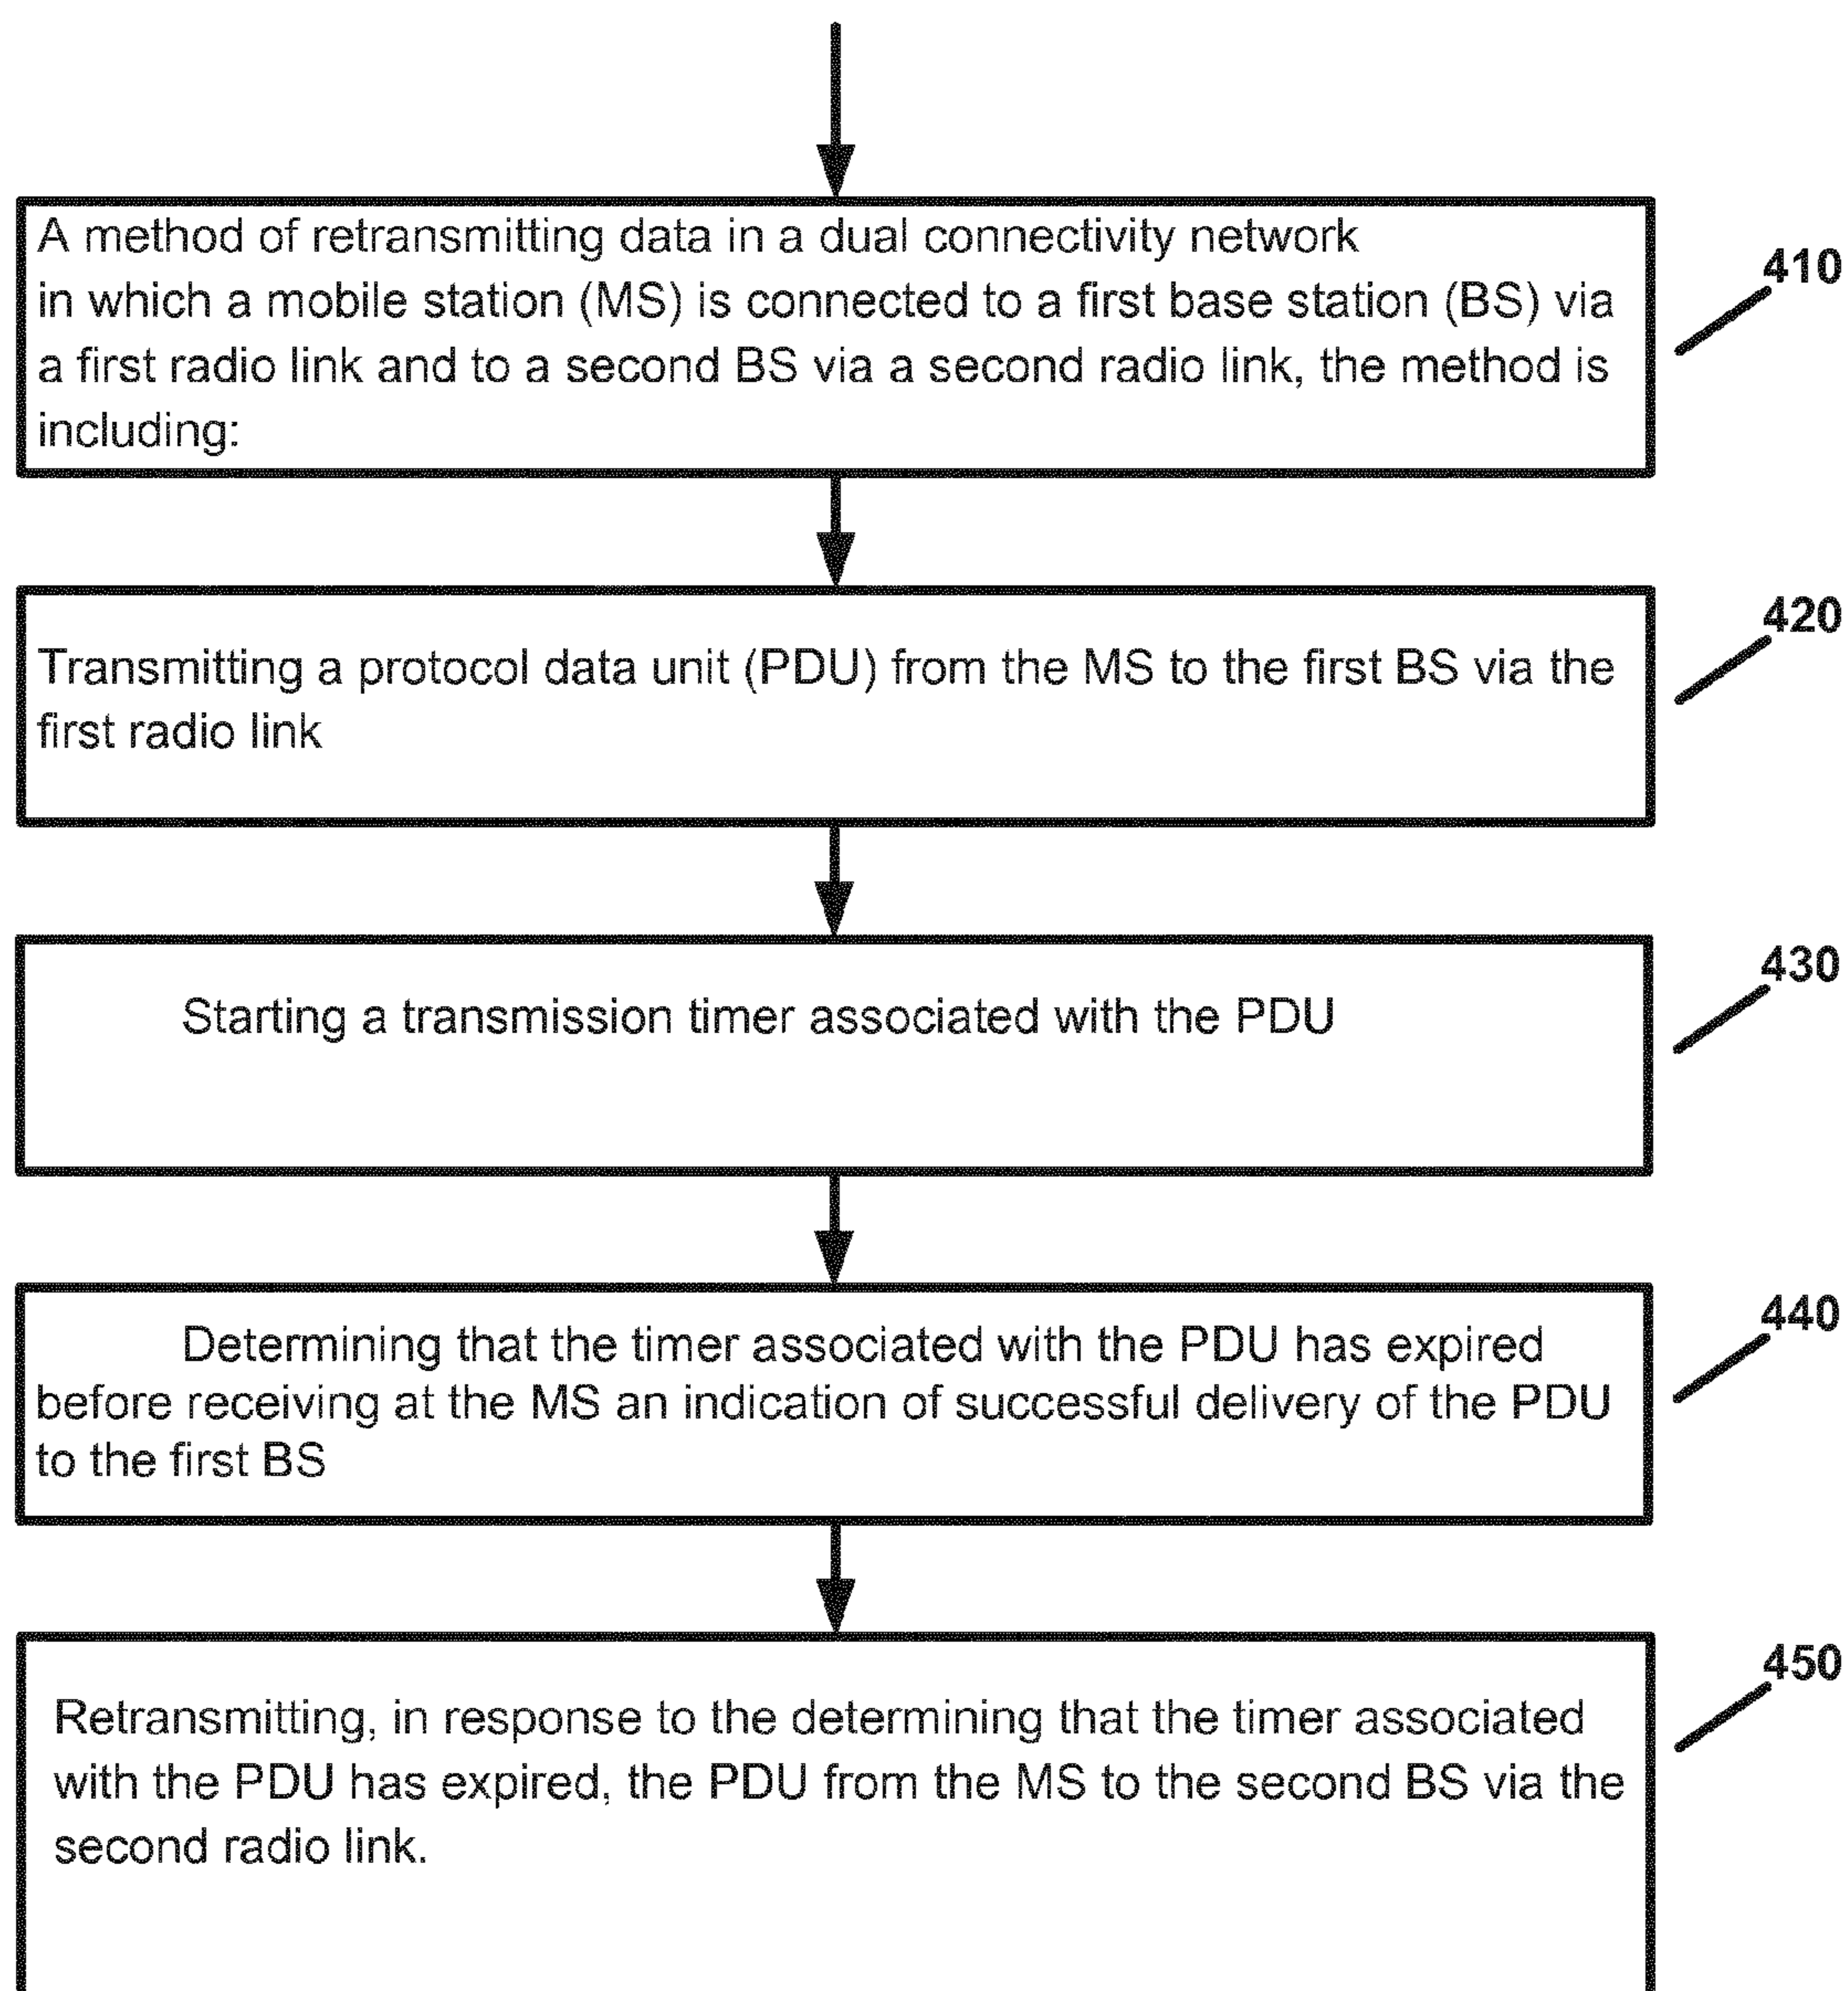 A method of retransmitting data in a dual connectivity network
in which a mobile station (MS) is connected to a first base station (BS) via
a first radio link and to a second BS via a second radio link, the method is
including:
410
Transmitting a protocol data unit (PDU) from the MS to the first BS via the
first radio link
420
Starting a transmission timer associated with the PDU
430
Determining that the timer associated with the PDU has expired
before receiving at the MS an indication of successful delivery of the PDU
to the first BS
440
Retransmitting, in response to the determining that the timer associated
with the PDU has expired, the PDU from the MS to the second BS via the
second radio link.
450